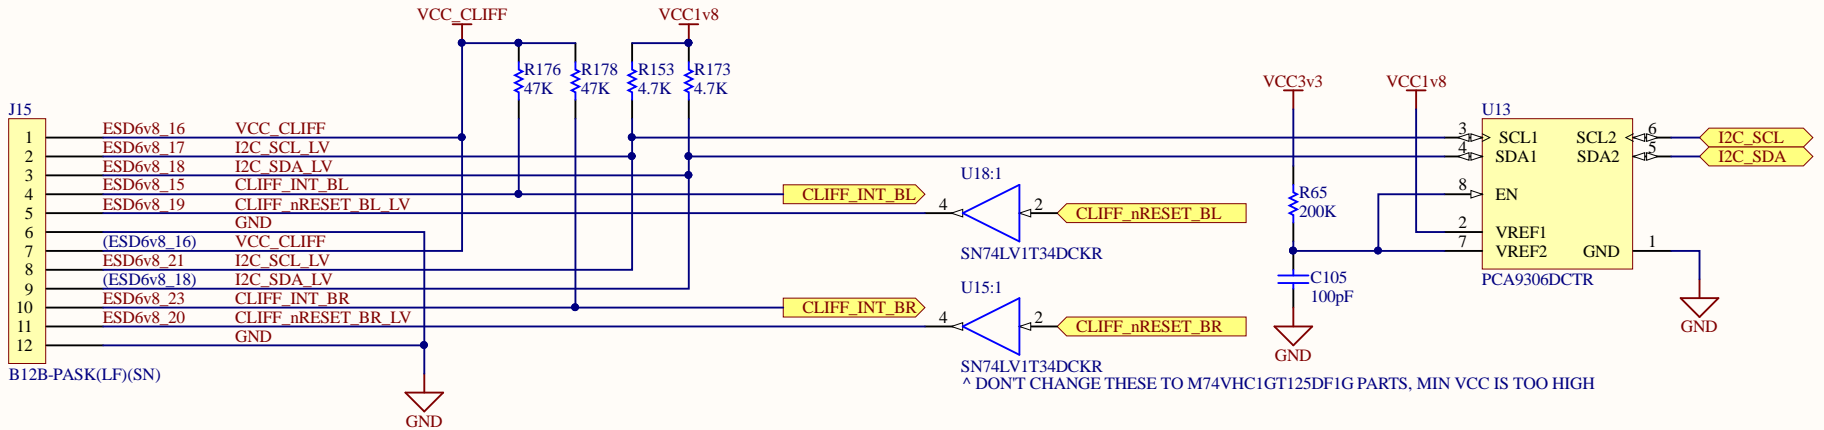 VCC_CLIFF
VCC1v8
R176
47K
R178
47K
R153
4.7K
R173
4.7K
VCC3v3
VCC1v8
J15
U13
1 ESD6v8_16 VCC_CLIFF
2 ESD6v8_17 I2C_SCL_LV
3 ESD6v8_18 I2C_SDA_LV
4 ESD6v8_15 CLIFF_INT_BL
5 ESD6v8_19 CLIFF_nRESET_BL_LV
6 GND
7 (ESD6v8_16) VCC_CLIFF
8 ESD6v8_21 I2C_SCL_LV
9 (ESD6v8_18) I2C_SDA_LV
10 ESD6v8_23 CLIFF_INT_BR
11 ESD6v8_20 CLIFF_nRESET_BR_LV
12 GND
B12B-PASK(LF)(SN)
GND
CLIFF_INT_BL
U18:1
4 2 CLIFF_nRESET_BL
SN74LV1T34DCKR
U15:1
CLIFF_INT_BR
4 2 CLIFF_nRESET_BR
SN74LV1T34DCKR
^ DON'T CHANGE THESE TO M74VHC1GT125DF1G PARTS, MIN VCC IS TOO HIGH
R65
200K
C105
100pF
GND
3 SCL1 SCL2 6 I2C_SCL
4 SDA1 SDA2 5 I2C_SDA
8 EN
2 VREF1
7 VREF2 GND 1
PCA9306DCTR
GND